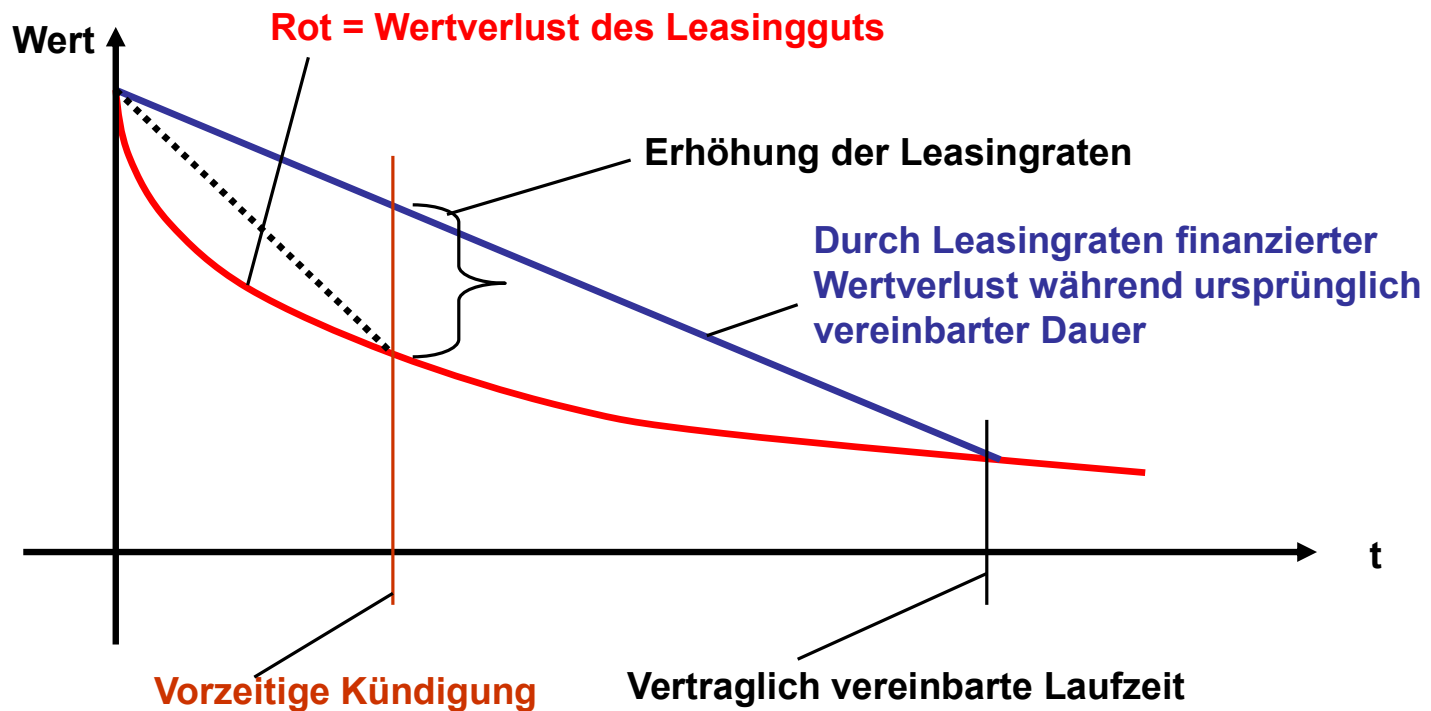 Rot = Wertverlust des Leasingguts
Wert
Erhöhung der Leasingraten
Durch Leasingraten finanzierter
Wertverlust während ursprünglich
vereinbarter Dauer
t
Vorzeitige Kündigung
Vertraglich vereinbarte Laufzeit